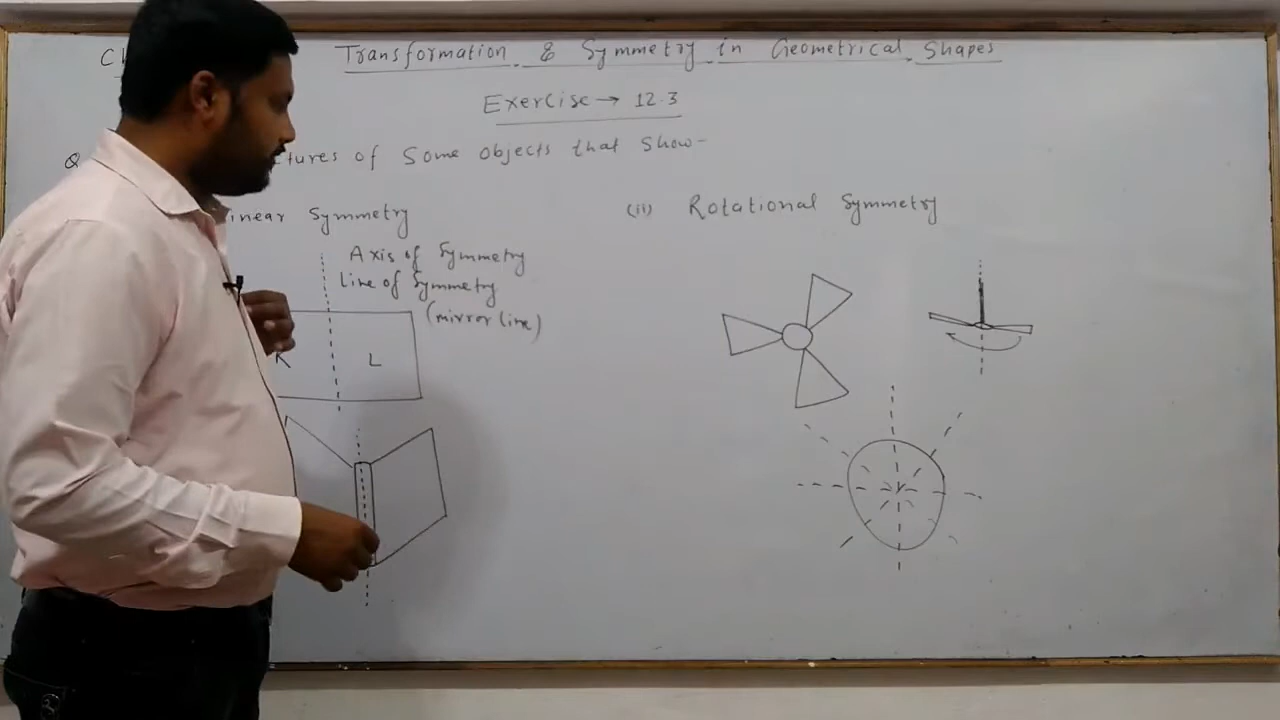 Transformation & Symmetry in Geometrical Shapes
Exercise → 12.3
of Some objects that show-
Symmetry
(ii) Rotational Symmetry
Axis of Symmetry
Line of Symmetry
(mirror line)
L